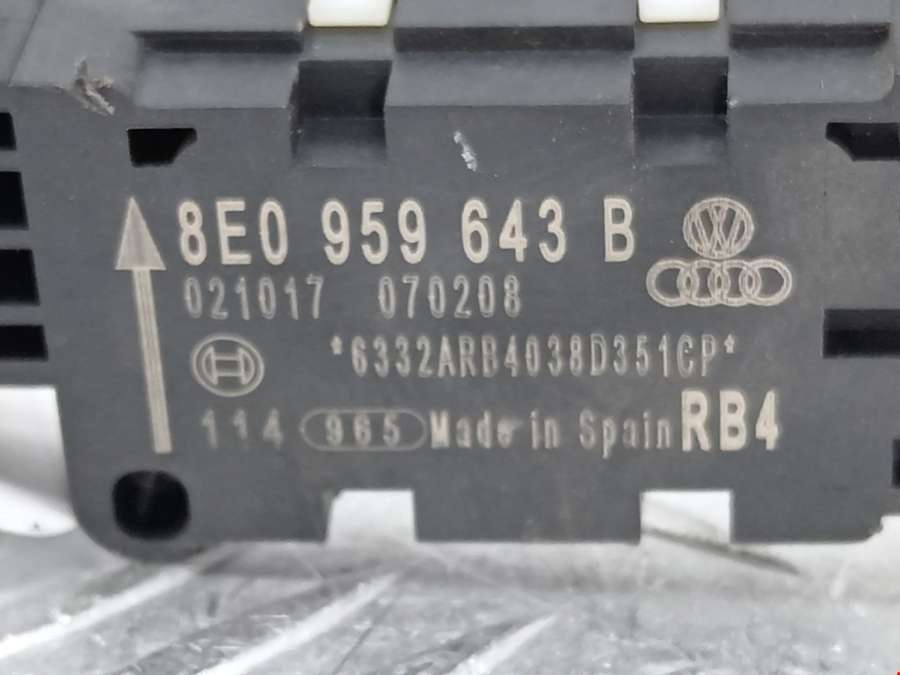 8E0 959 643 B
021017 070208
*6332ARB4038D351CP*
114 965 Made in Spain RB4